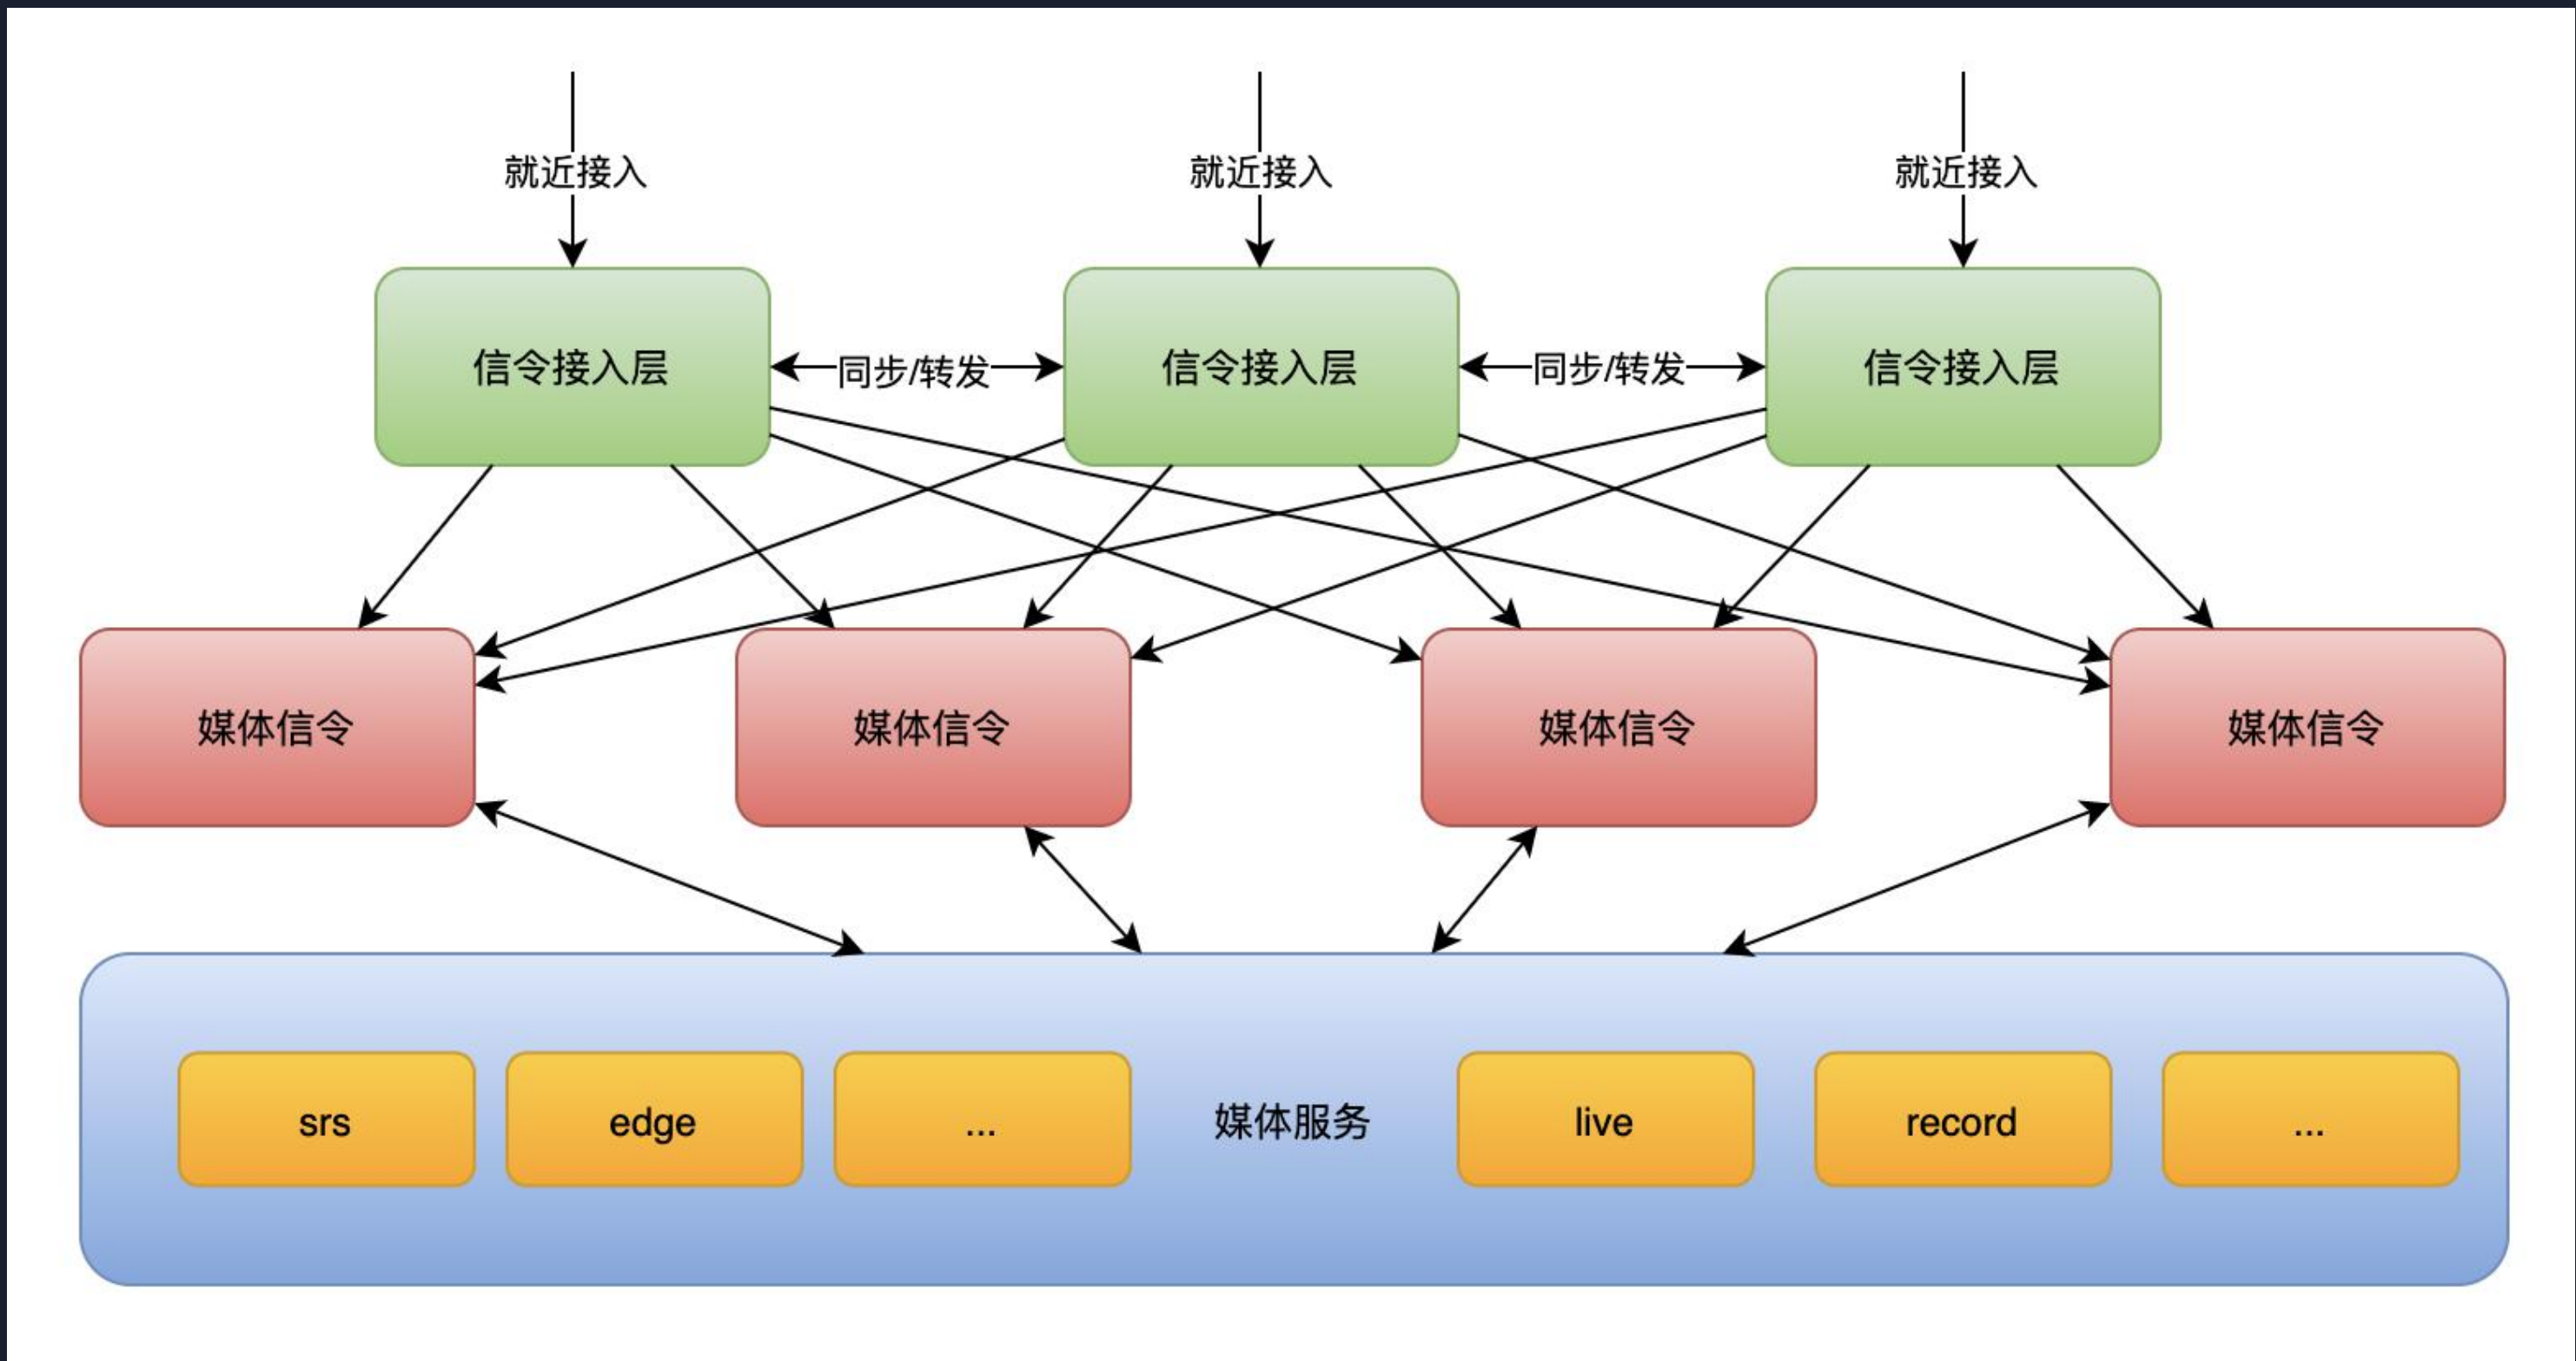 就近接入
就近接入
就近接入
信令接入层
同步/转发
信令接入层
同步/转发
信令接入层
媒体信令
媒体信令
媒体信令
媒体信令
srs
edge
...
媒体服务
live
record
...